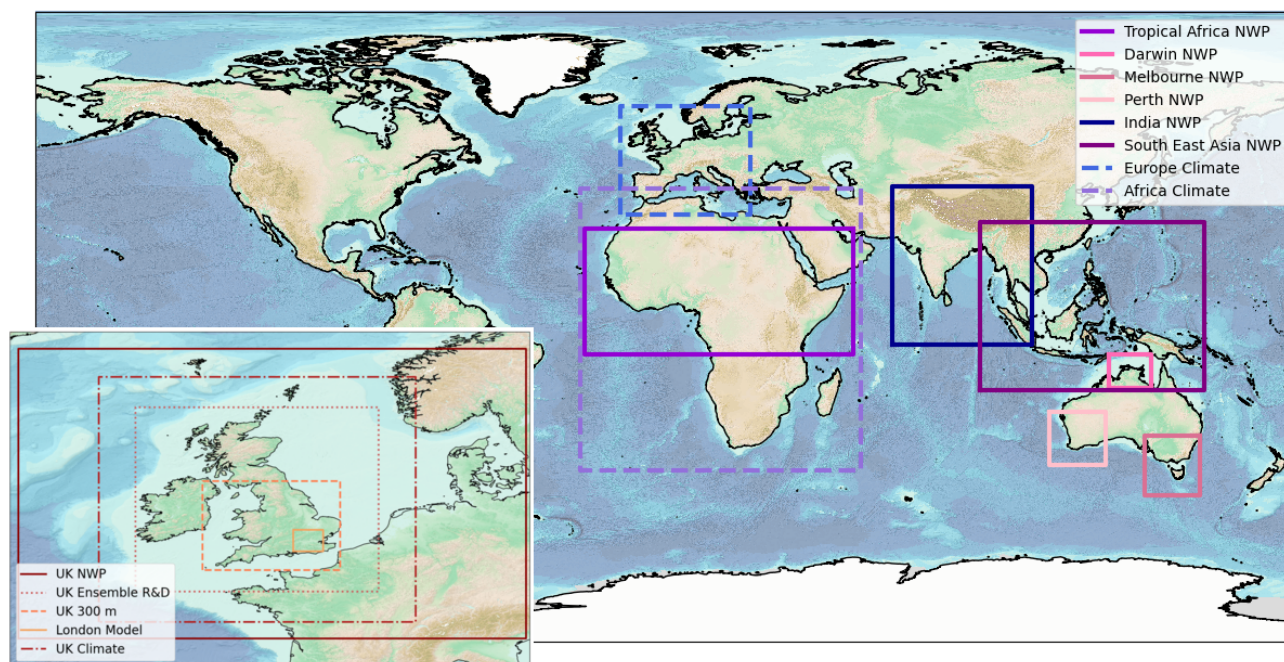 Tropical Africa NWP
Darwin NWP
Melbourne NWP
Perth NWP
India NWP
South East Asia NWP
Europe Climate
Africa Climate
UK NWP
UK Ensemble R&D
UK 300 m
London Model
UK Climate